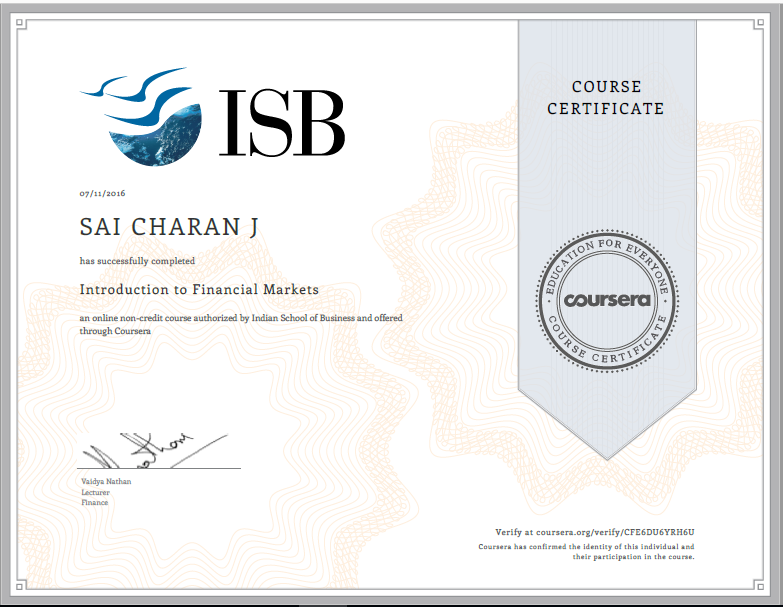 ISB
COURSE
CERTIFICATE
07/11/2016
SAI CHARAN J
has successfully completed
Introduction to Financial Markets
an online non-credit course authorized by Indian School of Business and offered
through Coursera
EDUCATION FOR EVERYONE
coursera
COURSE CERTIFICATE
Vaidya Nathan
Lecturer
Finance
Verify at coursera.org/verify/CFE6DU6YRH6U
Coursera has confirmed the identity of this individual and
their participation in the course.